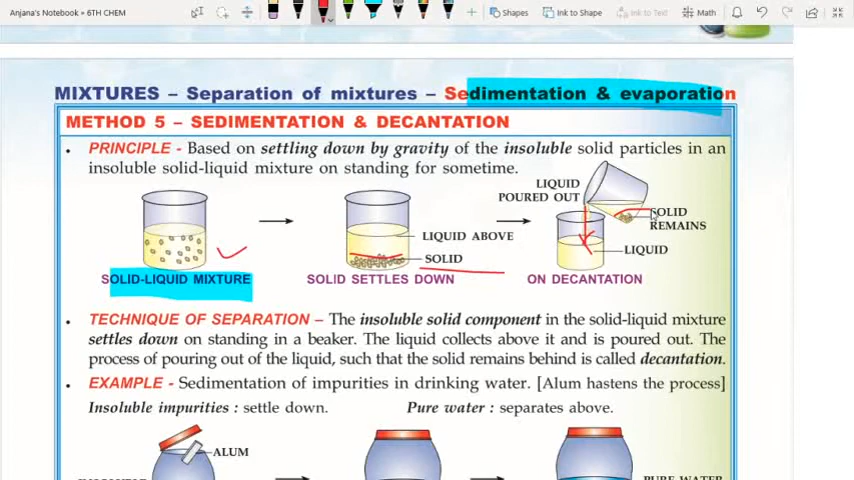 Anjana's Notebook » 6TH CHEM
Shapes
Ink to Shape
Ink to Text
Math
MIXTURES – Separation of mixtures – Sedimentation & evaporation
METHOD 5 – SEDIMENTATION & DECANTATION
• PRINCIPLE - Based on settling down by gravity of the insoluble solid particles in an
insoluble solid-liquid mixture on standing for sometime.
LIQUID
POURED OUT
SOLID
REMAINS
LIQUID ABOVE
SOLID
LIQUID
SOLID-LIQUID MIXTURE
SOLID SETTLES DOWN
ON DECANTATION
• TECHNIQUE OF SEPARATION – The insoluble solid component in the solid-liquid mixture
settles down on standing in a beaker. The liquid collects above it and is poured out. The
process of pouring out of the liquid, such that the solid remains behind is called decantation.
• EXAMPLE - Sedimentation of impurities in drinking water. [Alum hastens the process]
Insoluble impurities : settle down.
Pure water : separates above.
ALUM
PURE WATER